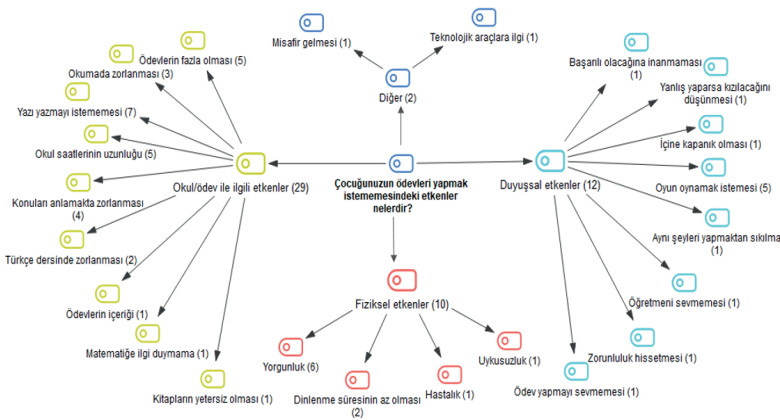 Misafir gelmesi (1)
Teknolojik araçlara ilgi (1)
Diğer (2)
Ödevlerin fazla olması (5)
Okumada zorlanması (3)
Yazı yazmayı istememesi (7)
Okul saatlerinin uzunluğu (5)
Konuları anlamakta zorlanması
(4)
Türkçe dersinde zorlanması (2)
Ödevlerin içeriği (1)
Matematiğe ilgi duymama (1)
Kitapların yetersiz olması (1)
Okul/ödev ile ilgili etkenler (29)
Çocuğunuzun ödevleri yapmak
istememesindeki etkenler
nelerdir?
Duyuşsal etkenler (12)
Başarılı olacağına inanmaması
(1)
Yanlış yaparsa kızılacağını
düşünmesi (1)
İçine kapanık olması (1)
Oyun oynamak istemesi (5)
Aynı şeyleri yapmaktan sıkılma
(1)
Öğretmeni sevmemesi (1)
Zorunluluk hissetmesi (1)
Ödev yapmayı sevmemesi (1)
Fiziksel etkenler (10)
Yorgunluk (6)
Dinlenme süresinin az olması
(2)
Hastalık (1)
Uykusuzluk (1)